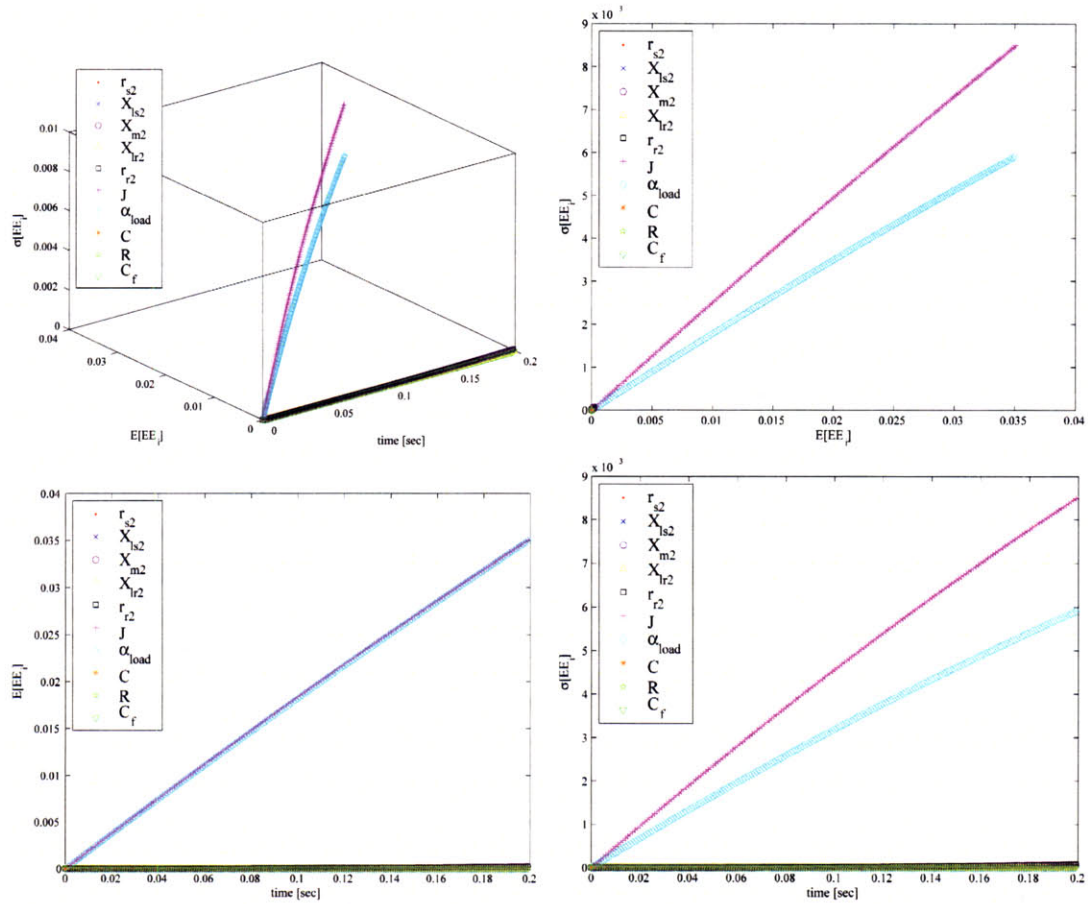 r_s2
X_ls2
X_m2
X_lr2
r_r2
J
α_load
C
R
C_f
0.01
0.008
0.006
0.004
0.002
0
0.04
0.03
0.02
0.01
0
0
0.05
0.1
0.15
0.2
σ[EE_i]
E[EE_i]
time [sec]
9 x 10^-3
8
7
6
5
4
3
2
1
0
r_s2
X_ls2
X_m2
X_lr2
r_r2
J
α_load
C
R
C_f
σ[EE_i]
0 0.005 0.01 0.015 0.02 0.025 0.03 0.035 0.04
E[EE_i]
0.04
0.035
0.03
0.025
0.02
0.015
0.01
0.005
0
r_s2
X_ls2
X_m2
X_lr2
r_r2
J
α_load
C
R
C_f
E[EE_i]
0 0.02 0.04 0.06 0.08 0.1 0.12 0.14 0.16 0.18 0.2
time [sec]
9 x 10^-3
8
7
6
5
4
3
2
1
0
r_s2
X_ls2
X_m2
X_lr2
r_r2
J
α_load
C
R
C_f
σ[EE_i]
0 0.02 0.04 0.06 0.08 0.1 0.12 0.14 0.16 0.18 0.2
time [sec]